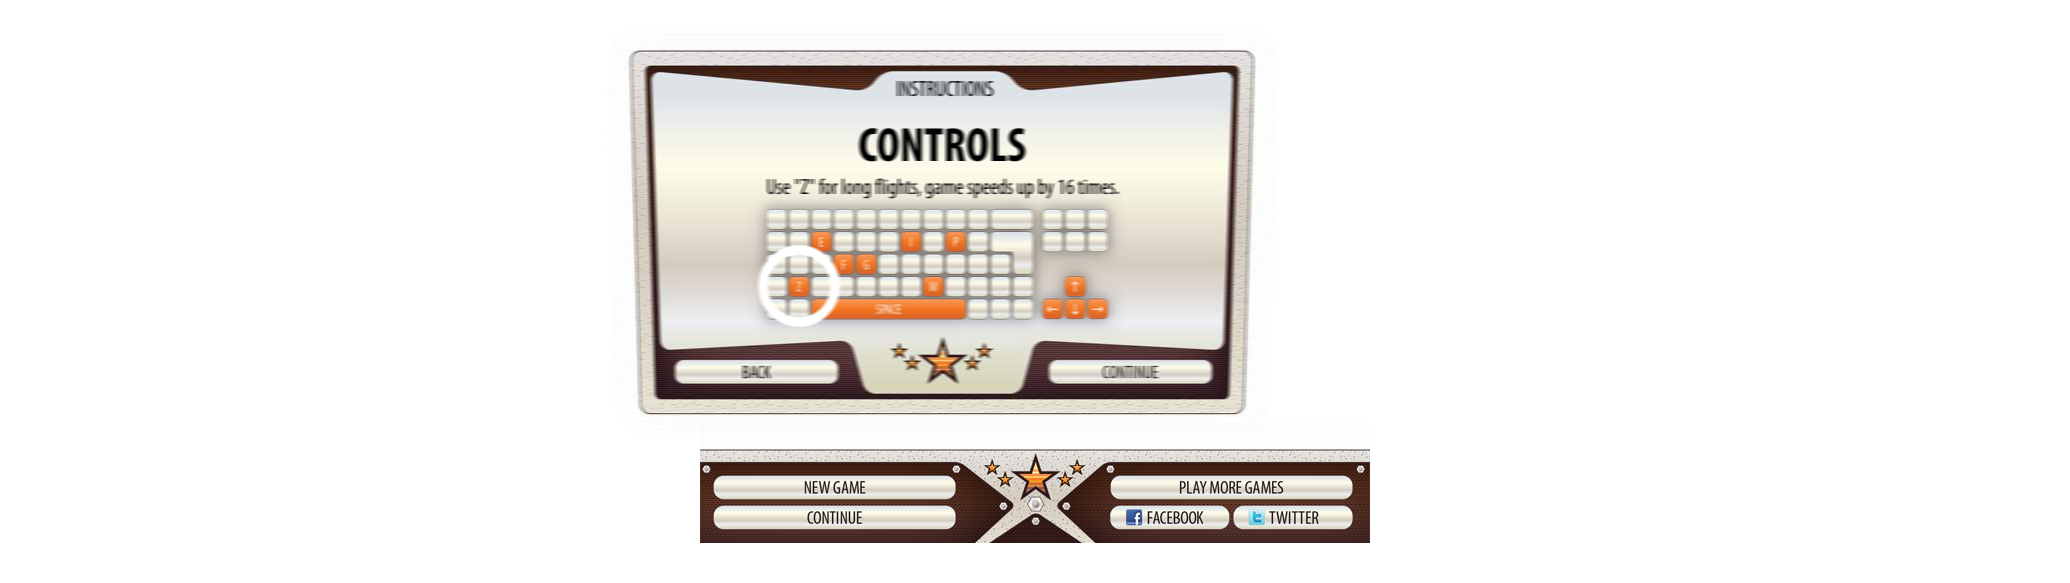 INSTRUCTIONS
CONTROLS
Use "Z" for long flights, game speeds up by 16 times.
E P
F
Z
SPACE
BACK CONTINUE
NEW GAME PLAY MORE GAMES
CONTINUE FACEBOOK TWITTER